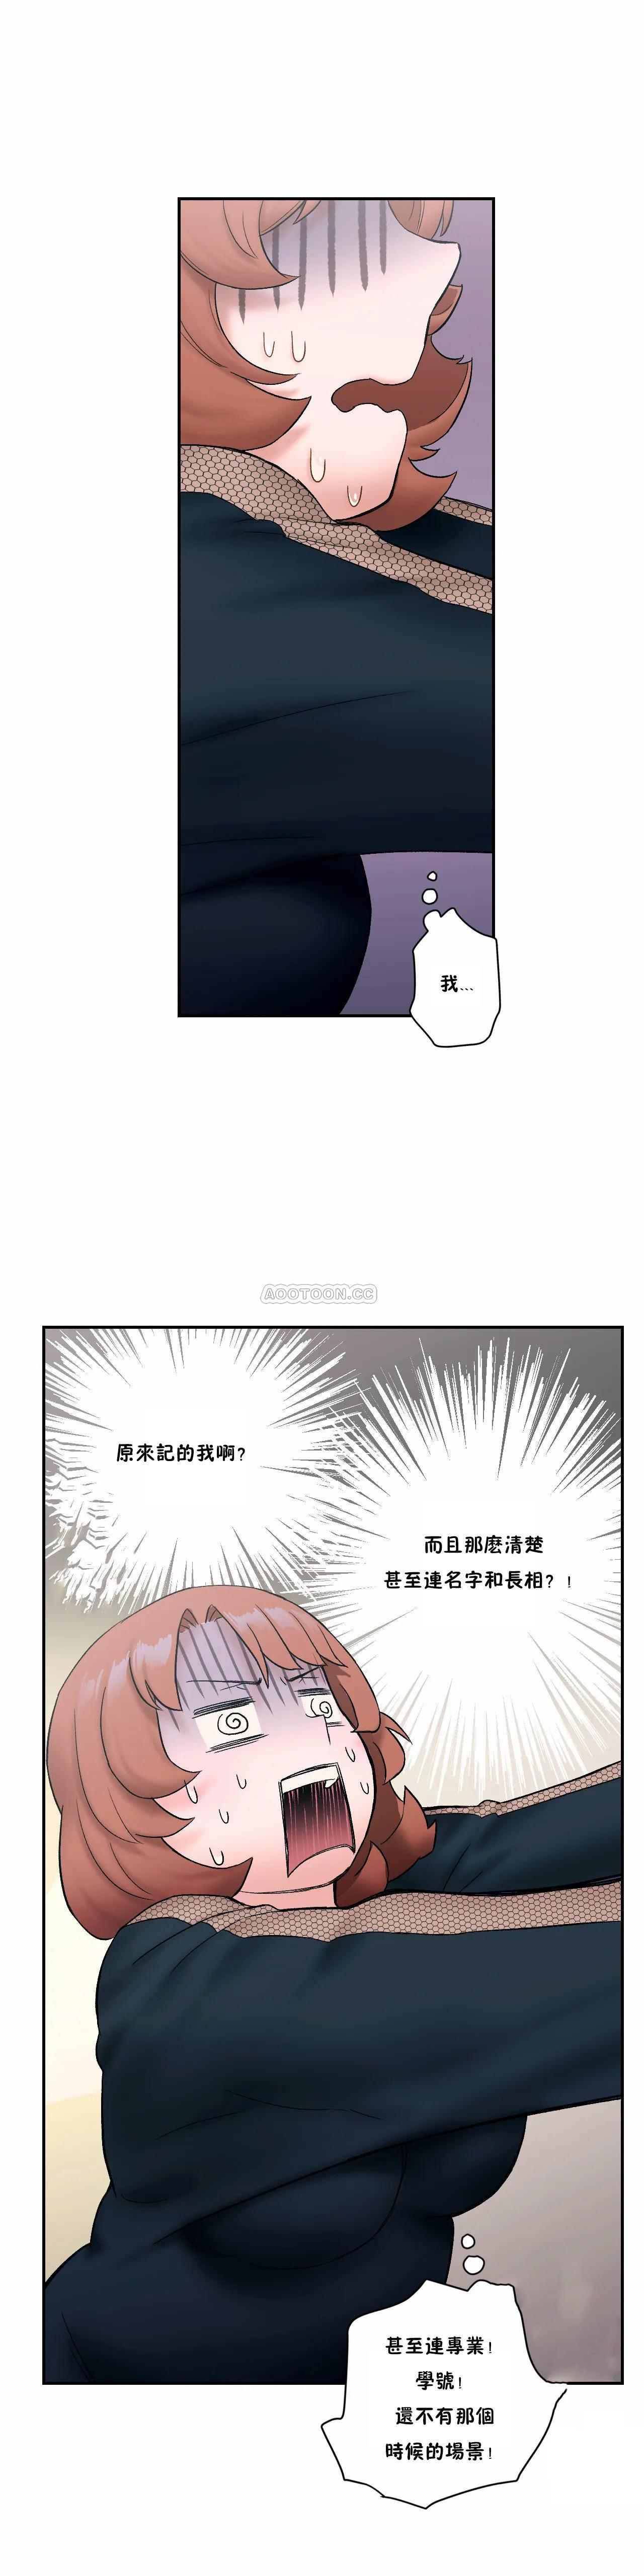 我...
AOOTOON.CC
原來記的我啊?
而且那麽清楚
甚至連名字和長相?!
甚至連專業!
學號!
還不有那個
時候的場景!